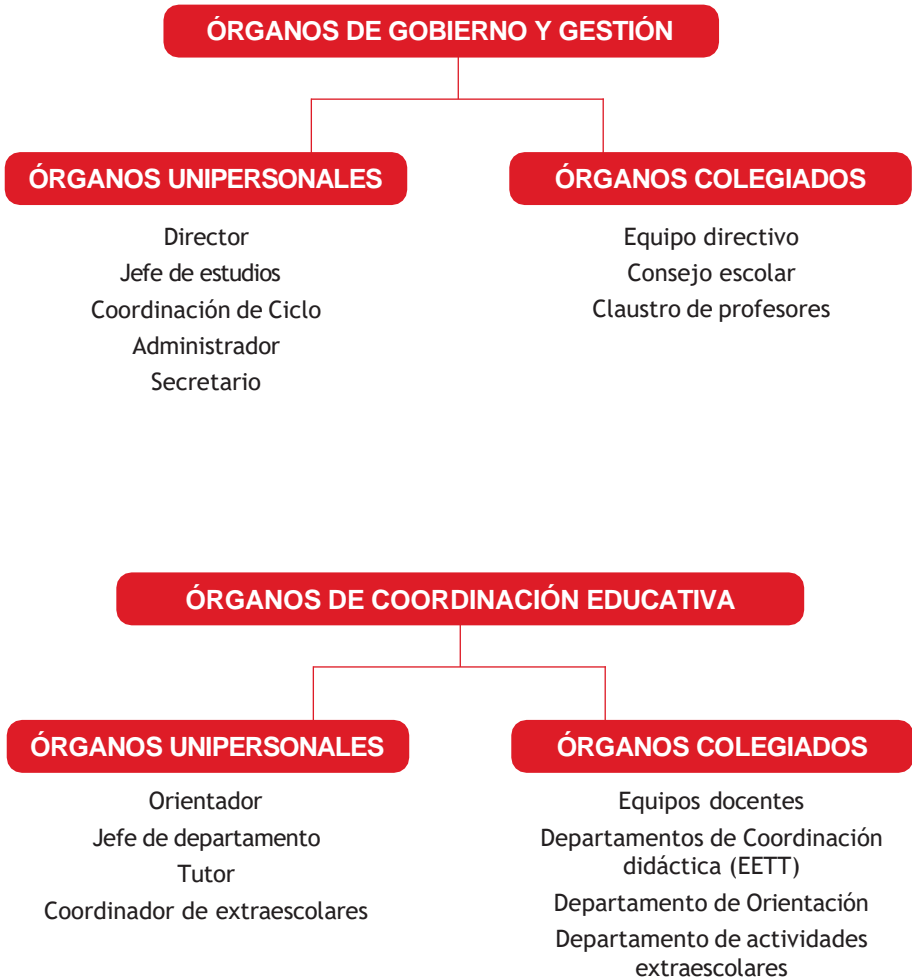 ÓRGANOS DE GOBIERNO Y GESTIÓN
ÓRGANOS UNIPERSONALES
Director
Jefe de estudios
Coordinación de Ciclo
Administrador
Secretario
ÓRGANOS COLEGIADOS
Equipo directivo
Consejo escolar
Claustro de profesores
ÓRGANOS DE COORDINACIÓN EDUCATIVA
ÓRGANOS UNIPERSONALES
Orientador
Jefe de departamento
Tutor
Coordinador de extraescolares
ÓRGANOS COLEGIADOS
Equipos docentes
Departamentos de Coordinación
didáctica (EETT)
Departamento de Orientación
Departamento de actividades
extraescolares